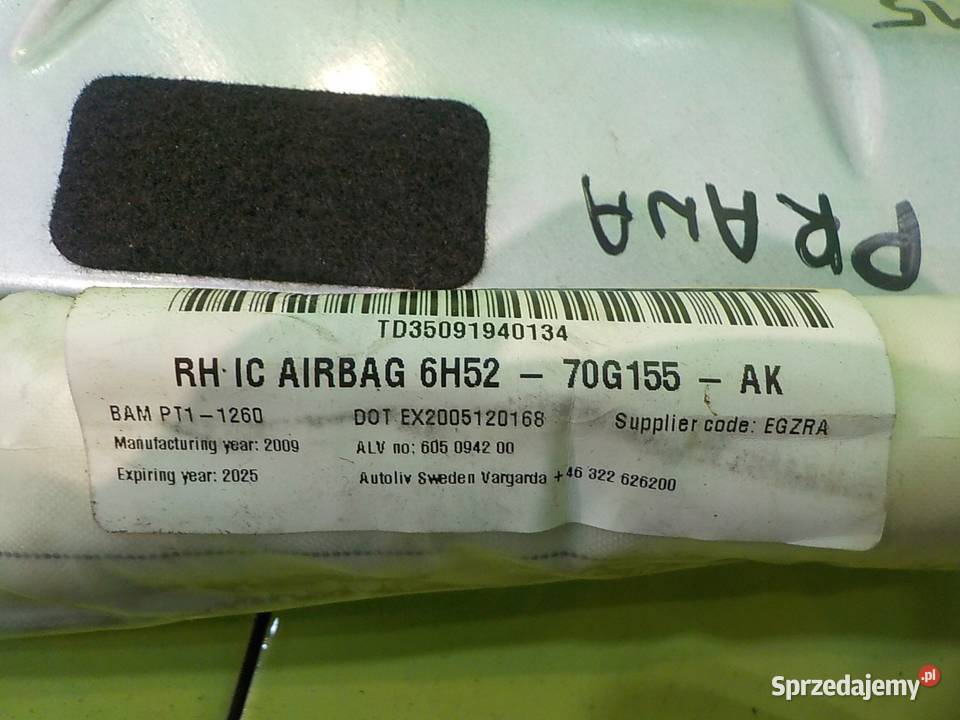 PRAWA
TD35091940134
RH IC AIRBAG 6H52 - 70G155 - AK
BAM PT1-1260 DOT EX2005120168 Supplier code: EGZRA
Manufacturing year: 2009 ALV no: 605 0942 00
Expiring year: 2025 Autoliv Sweden Vargarda +46 322 626200
Sprzedajemy.pl